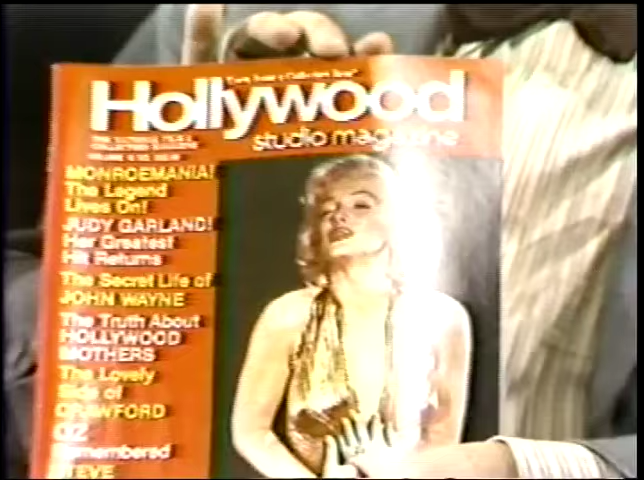 Hollywood
studio magazine
MONROEMANIA!
The Legend
Lives On!
JUDY GARLAND!
Her Greatest
Hit Returns
The Secret Life of
JOHN WAYNE
The Truth About
HOLLYWOOD
MOTHERS
The Lovely
Side of
CRAWFORD
OZ
Remembered
STEVE